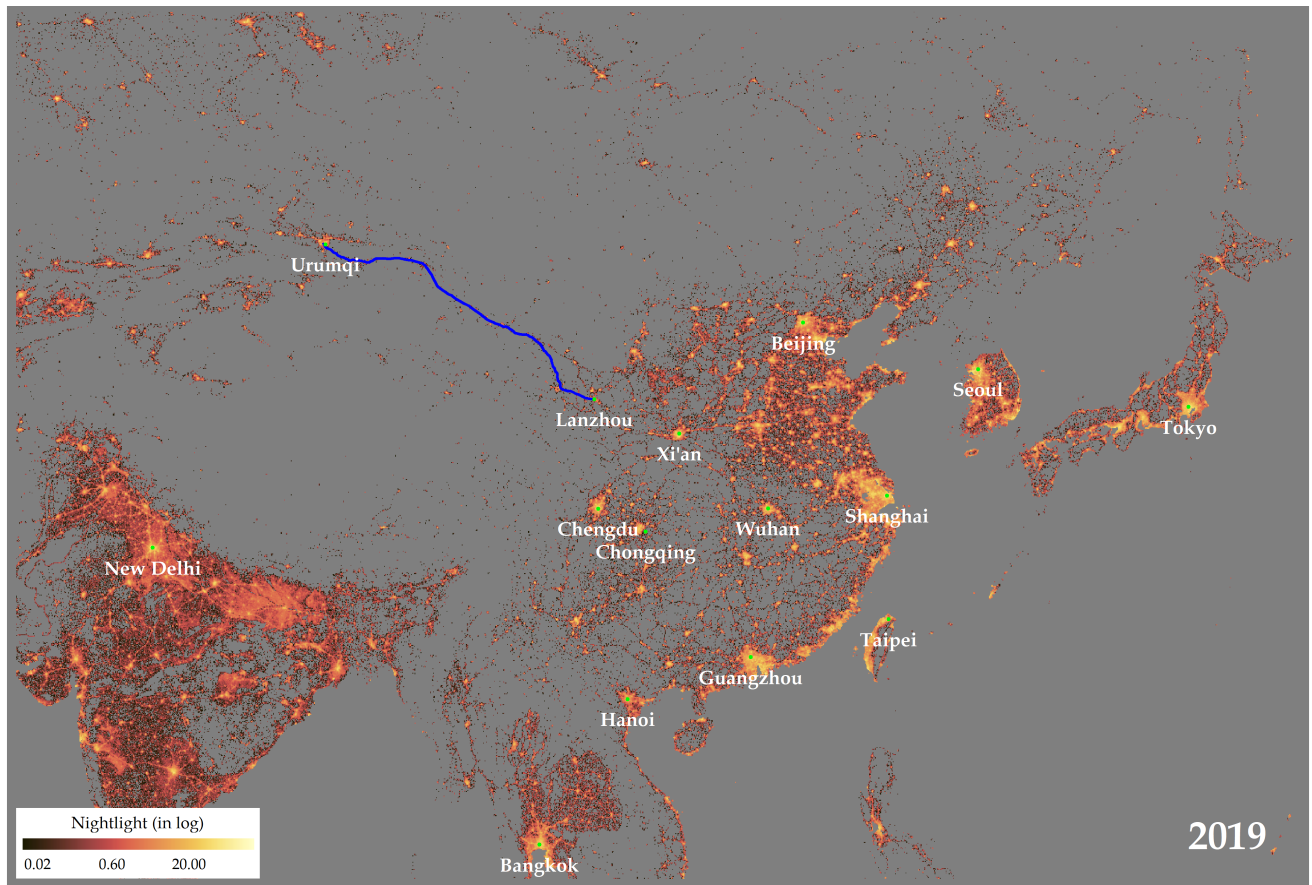 Urumqi
Beijing
Seoul
Lanzhou
Tokyo
Xi'an
Shanghai
Chengdu
Wuhan
Chongqing
New Delhi
Taipei
Guangzhou
Hanoi
Nightlight (in log)
0.02 0.60 20.00
2019
Bangkok